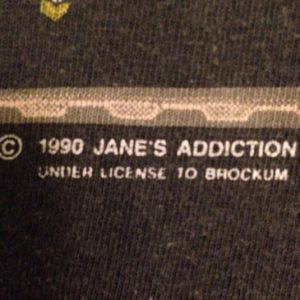 © 1990 JANE'S ADDICTION
UNDER LICENSE TO BROCKUM